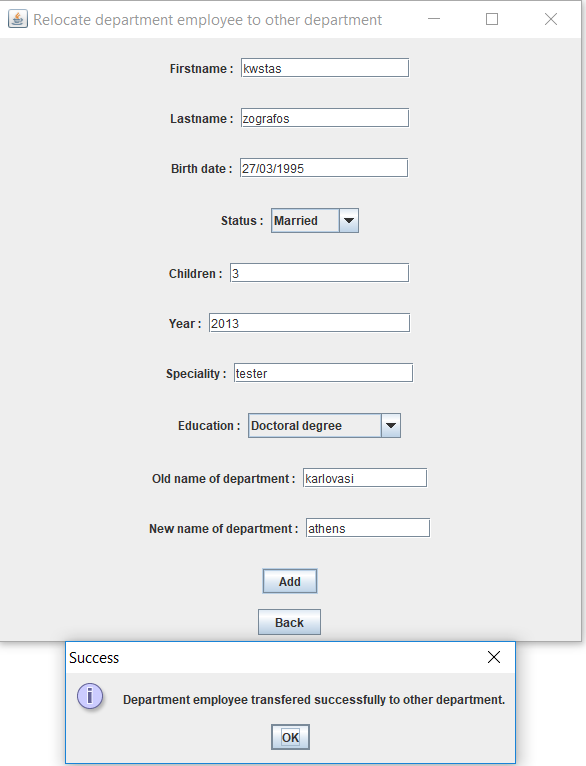 Relocate department employee to other department
Firstname : kwstas
Lastname : zografos
Birth date : 27/03/1995
Status : Married
Children : 3
Year : 2013
Speciality : tester
Education : Doctoral degree
Old name of department : karlovasi
New name of department : athens
Add
Back
Success
Department employee transfered successfully to other department.
OK